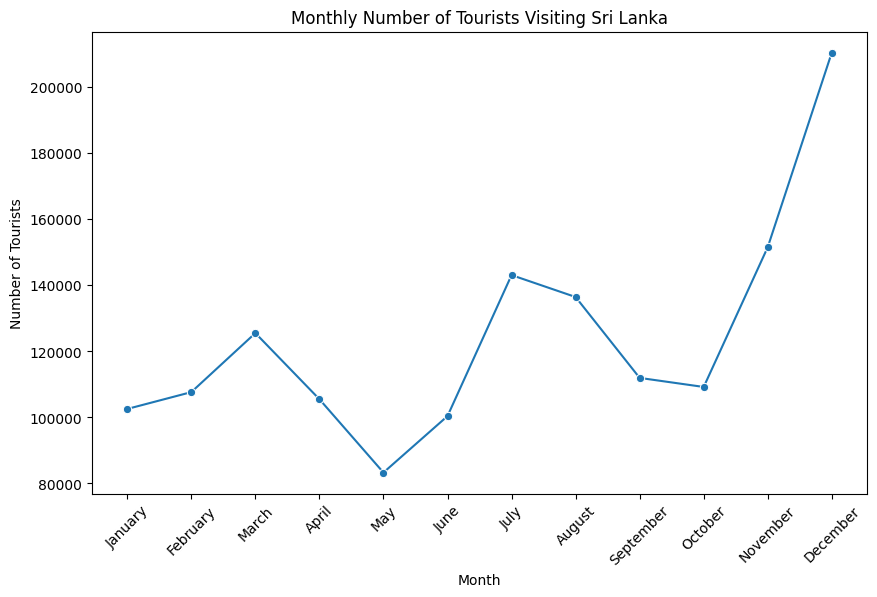 Monthly Number of Tourists Visiting Sri Lanka
Number of Tourists
200000
180000
160000
140000
120000
100000
80000
January
February
March
April
May
June
July
August
September
October
November
December
Month